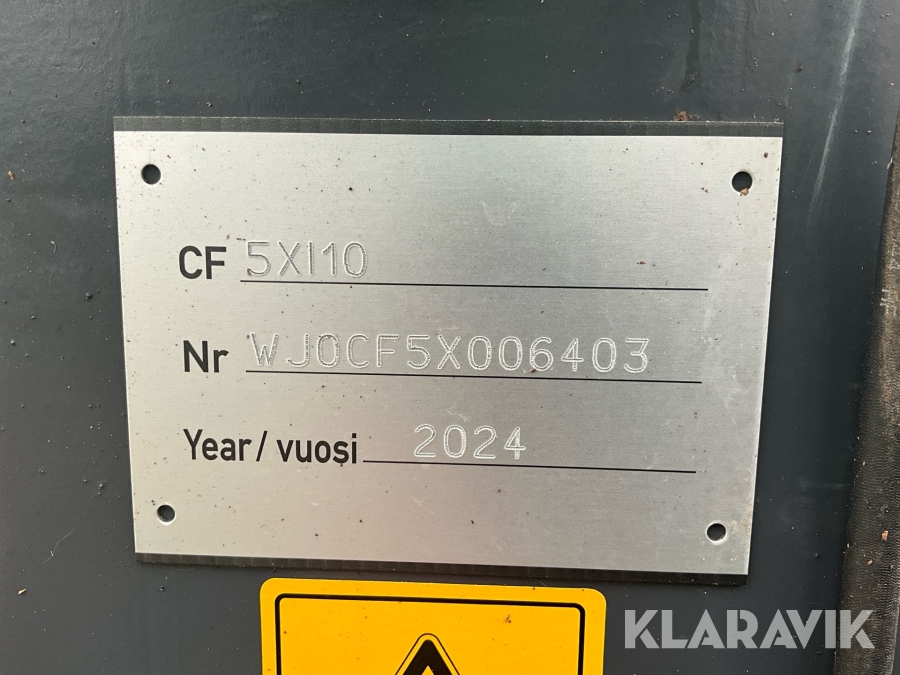 CF 5XI10
Nr WJ0CF5X006403
Year / vuosi 2024
KLARAVIK